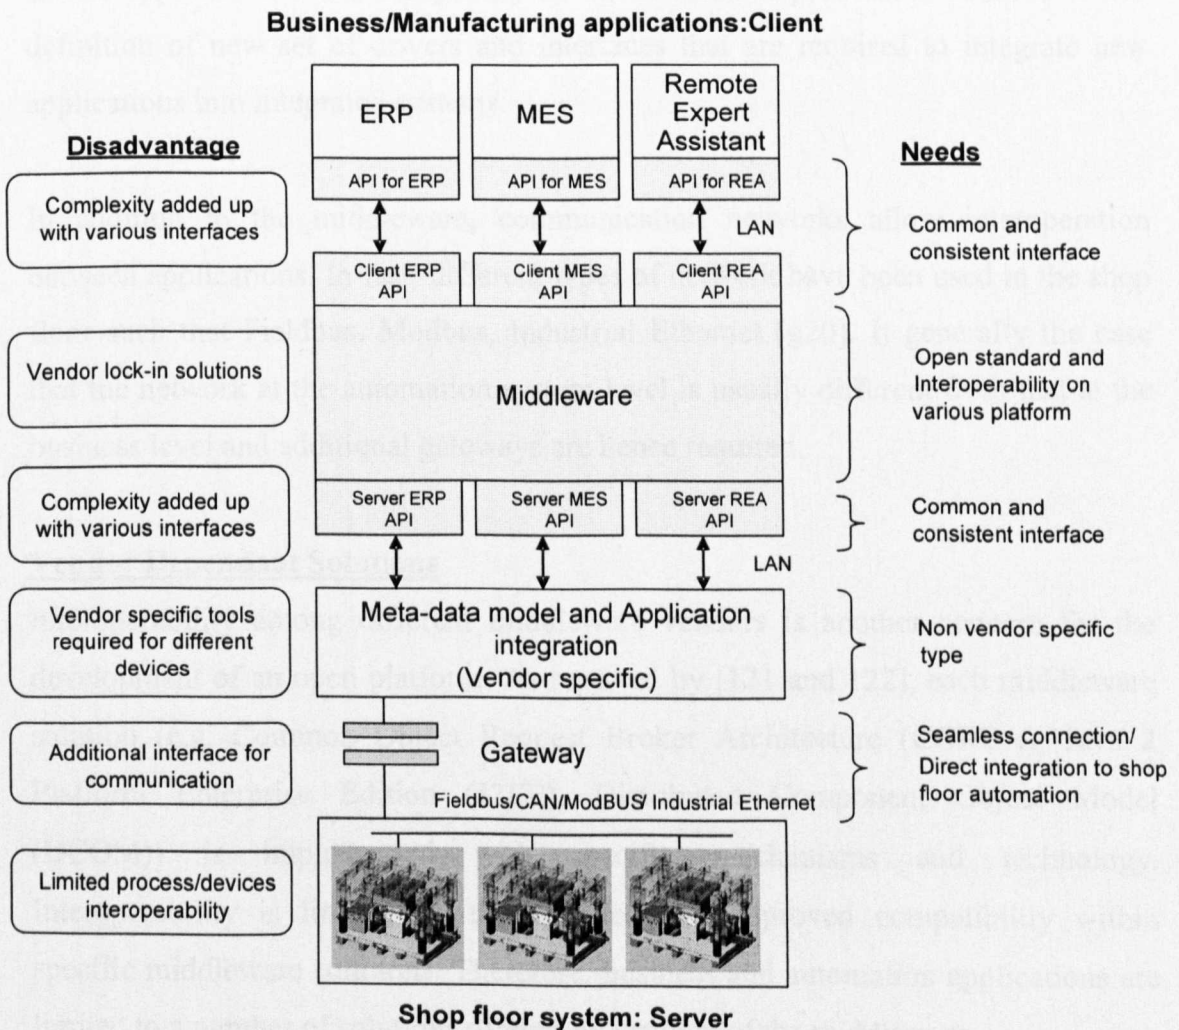 Business/Manufacturing applications:Client
ERP
MES
Remote
Expert
Assistant
API for ERP
API for MES
API for REA
LAN
Client ERP
API
Client MES
API
Client REA
API
Middleware
Server ERP
API
Server MES
API
Server REA
API
LAN
Meta-data model and Application
integration
(Vendor specific)
Gateway
Fieldbus/CAN/ModBUS/ Industrial Ethernet
Shop floor system: Server
Disadvantage
Complexity added up
with various interfaces
Vendor lock-in solutions
Complexity added up
with various interfaces
Vendor specific tools
required for different
devices
Additional interface for
communication
Limited process/devices
interoperability
Needs
Common and
consistent interface
Open standard and
Interoperability on
various platform
Common and
consistent interface
Non vendor specific
type
Seamless connection/
Direct integration to shop
floor automation